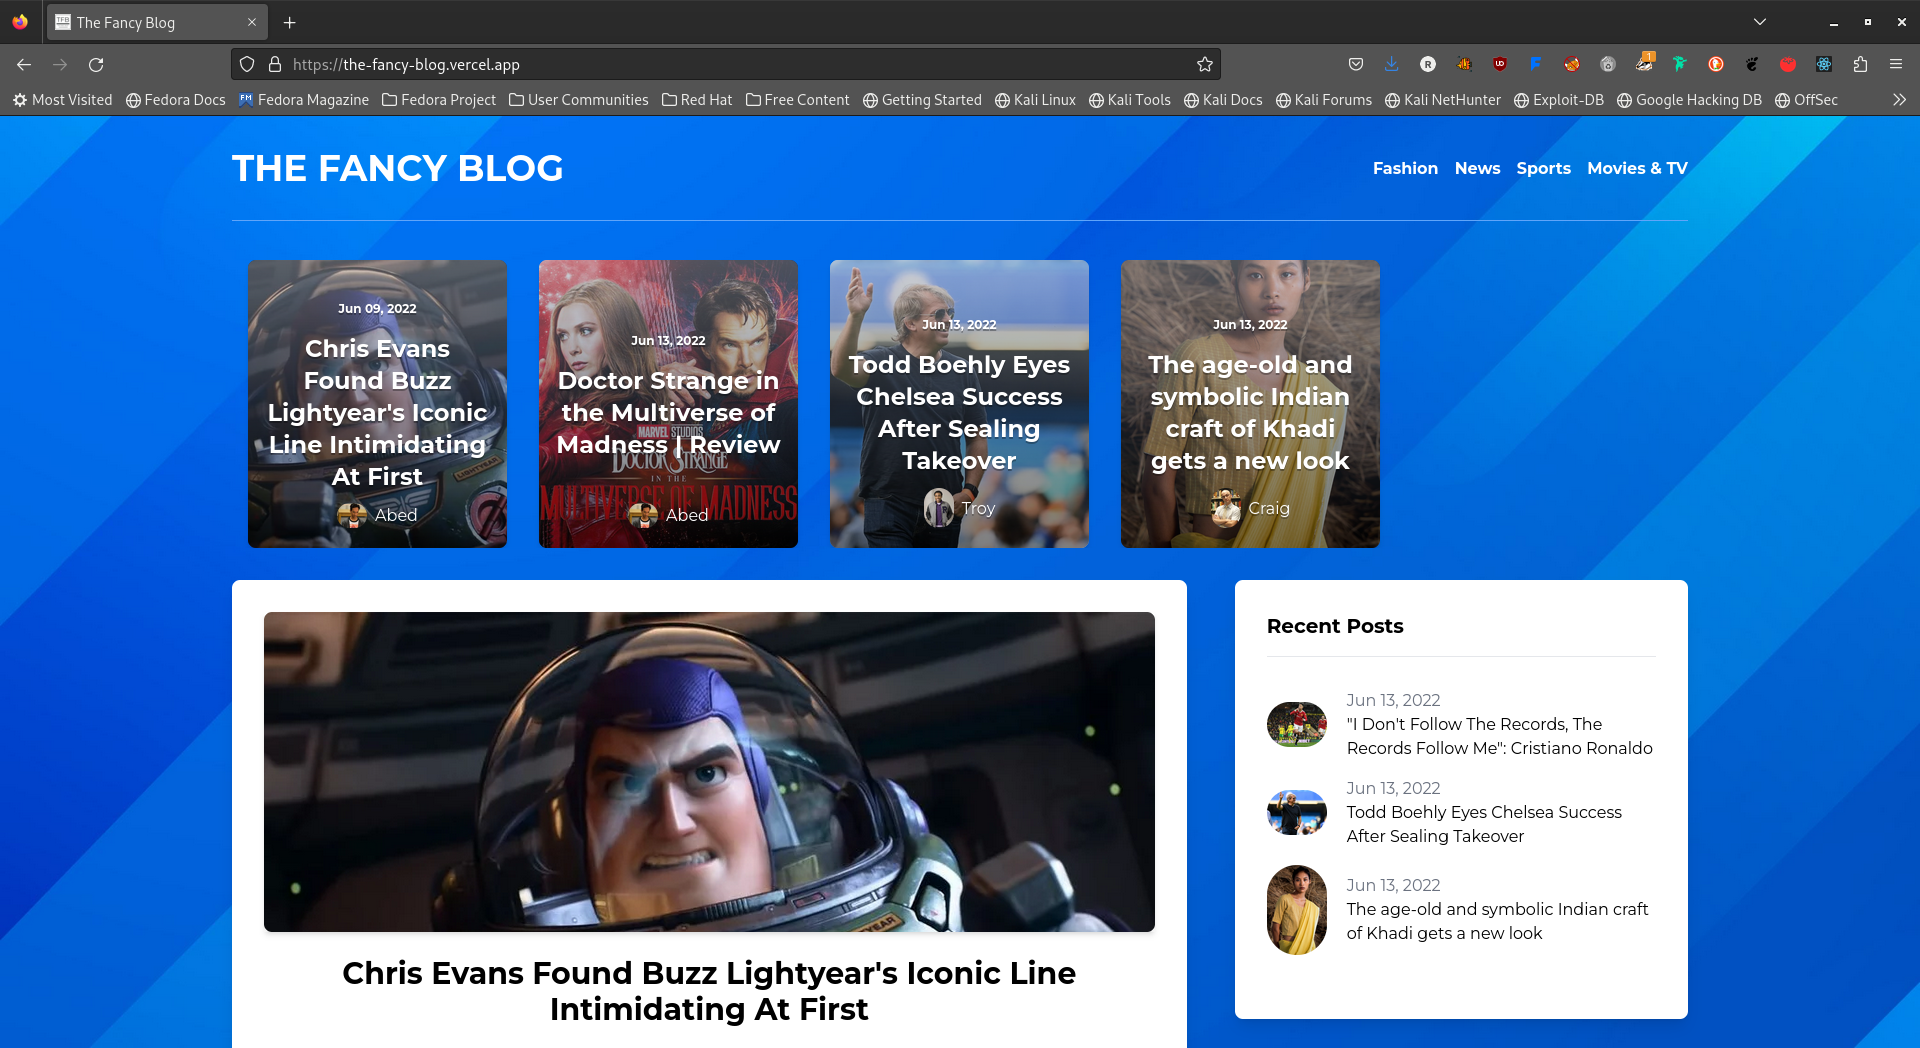 The Fancy Blog
https://the-fancy-blog.vercel.app
1
Most Visited Fedora Docs Fedora Magazine Fedora Project User Communities Red Hat Free Content Getting Started Kali Linux Kali Tools Kali Docs Kali Forums Kali NetHunter Exploit-DB Google Hacking DB OffSec
THE FANCY BLOG
Fashion News Sports Movies & TV
Jun 09, 2022
Chris Evans
Found Buzz
Lightyear's Iconic
Line Intimidating
At First
Abed
Jun 13, 2022
Doctor Strange in
the Multiverse of
Madness | Review
MARVEL STUDIOS
DOCTOR STRANGE
IN THE
MULTIVERSE OF MADNESS
Abed
Jun 13, 2022
Todd Boehly Eyes
Chelsea Success
After Sealing
Takeover
Troy
Jun 13, 2022
The age-old and
symbolic Indian
craft of Khadi
gets a new look
Craig
Chris Evans Found Buzz Lightyear's Iconic Line
Intimidating At First
Recent Posts
Jun 13, 2022
"I Don't Follow The Records, The
Records Follow Me": Cristiano Ronaldo
Jun 13, 2022
Todd Boehly Eyes Chelsea Success
After Sealing Takeover
Jun 13, 2022
The age-old and symbolic Indian craft
of Khadi gets a new look